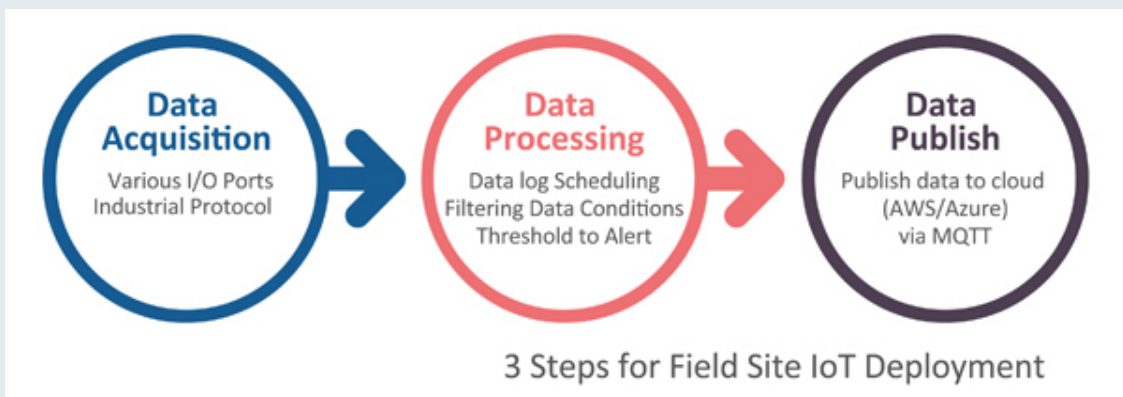 Data
Acquisition
Various I/O Ports
Industrial Protocol
Data
Processing
Data log Scheduling
Filtering Data Conditions
Threshold to Alert
Data
Publish
Publish data to cloud
(AWS/Azure)
via MQTT
3 Steps for Field Site IoT Deployment